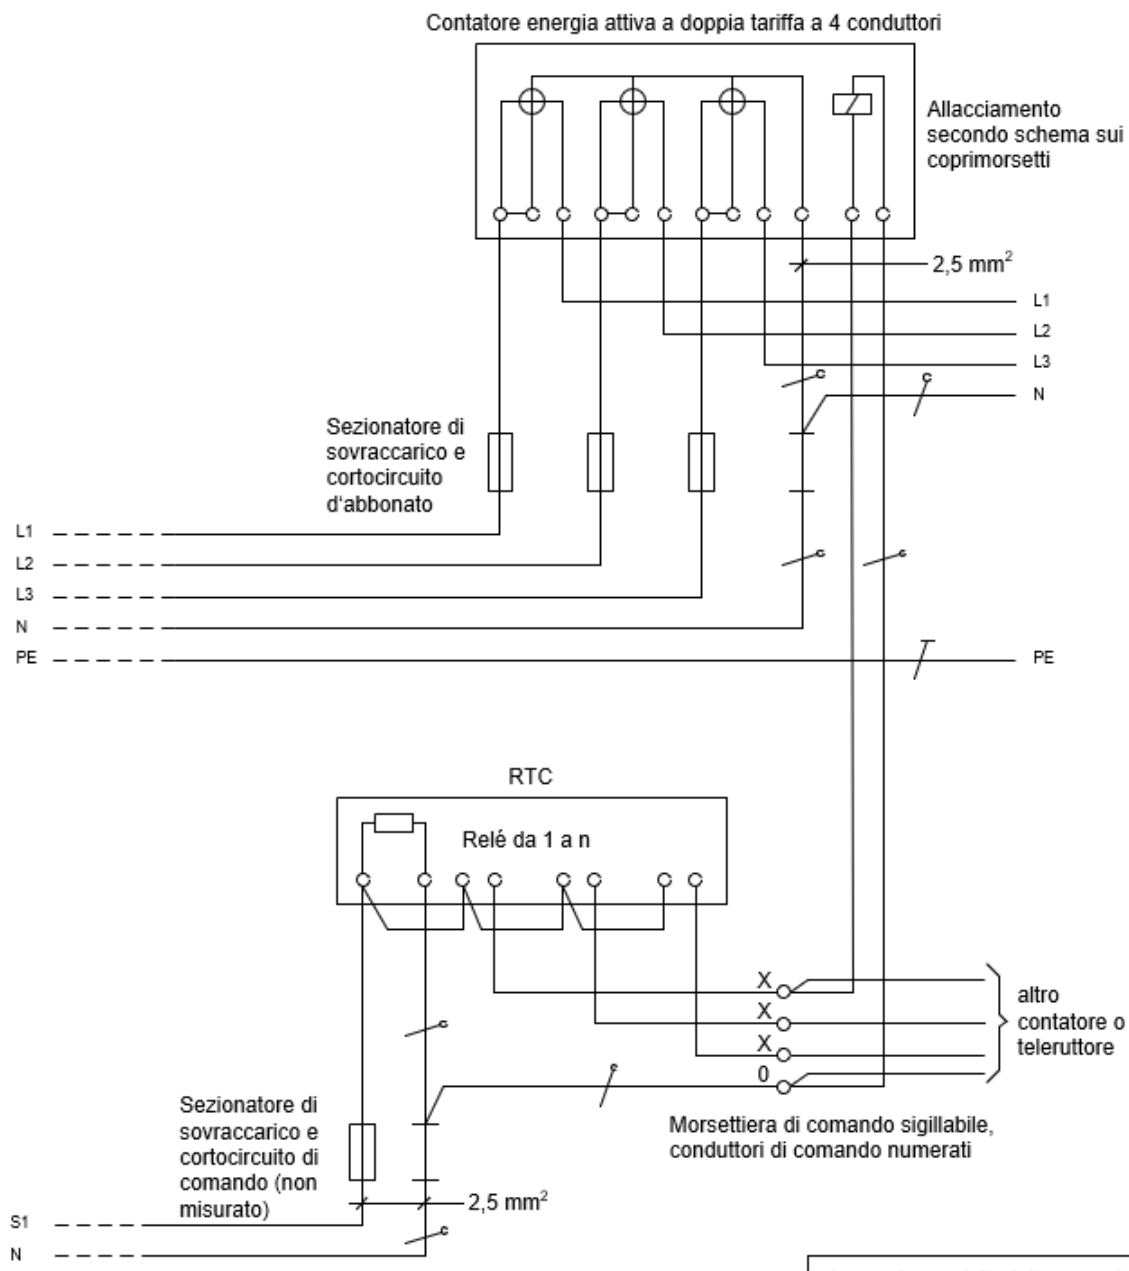 Contatore energia attiva a doppia tariffa a 4 conduttori
Allacciamento
secondo schema sui
coprimorsetti
2,5 mm²
L1
L2
L3
N
Sezionatore di
sovraccarico e
cortocircuito
d'abbonato
L1
L2
L3
N
PE
PE
RTC
Relé da 1 a n
X
X
X
0
altro
contatore o
teleruttore
Morsettiera di comando sigillabile,
conduttori di comando numerati
Sezionatore di
sovraccarico e
cortocircuito di
comando (non
misurato)
2,5 mm²
S1
N